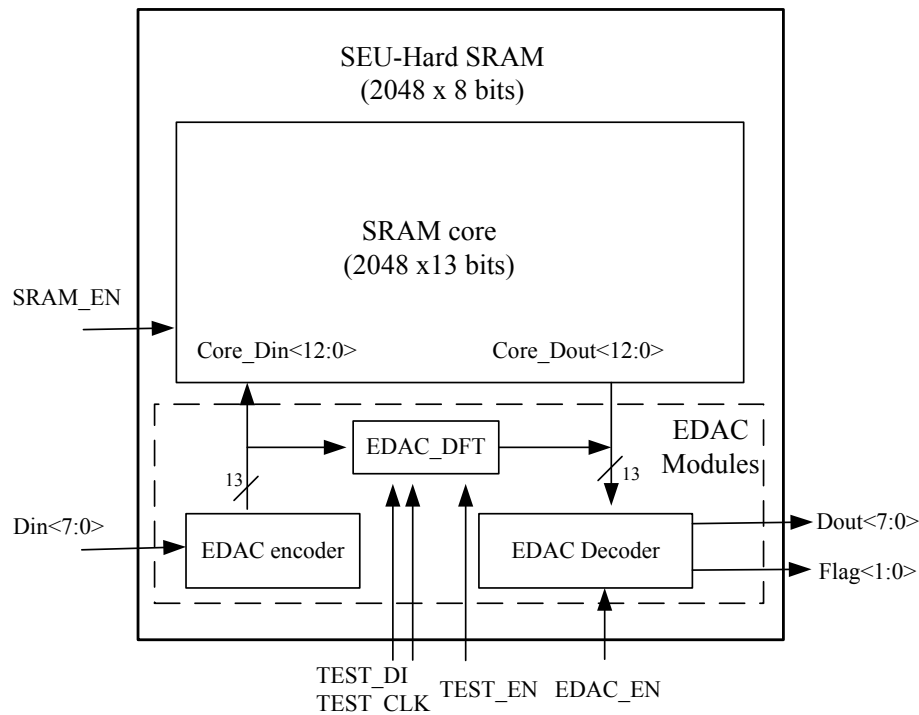 SEU-Hard SRAM
(2048 x 8 bits)
SRAM core
(2048 x13 bits)
SRAM_EN
Core_Din<12:0>
Core_Dout<12:0>
EDAC_DFT
EDAC
Modules
13
13
Din<7:0>
EDAC encoder
EDAC Decoder
Dout<7:0>
Flag<1:0>
TEST_DI
TEST_CLK
TEST_EN
EDAC_EN